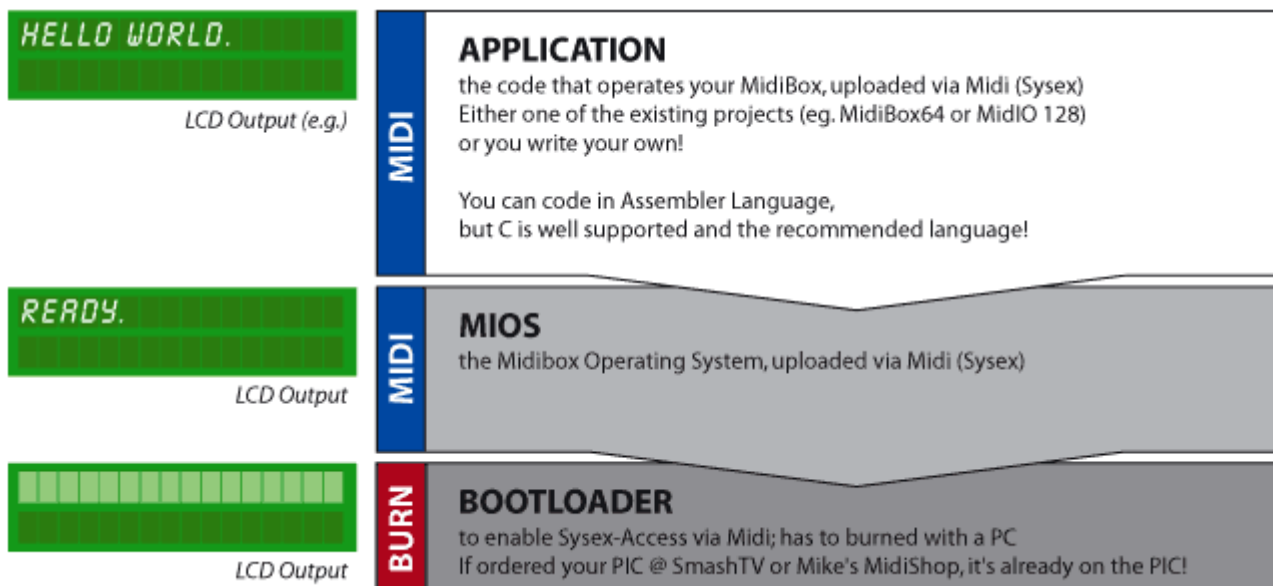 HELLO WORLD.
LCD Output (e.g.)
MIDI
APPLICATION
the code that operates your MidiBox, uploaded via Midi (Sysex)
Either one of the existing projects (eg. MidiBox64 or MidIO 128)
or you write your own!
You can code in Assembler Language,
but C is well supported and the recommended language!
READY.
LCD Output
MIDI
MIOS
the Midibox Operating System, uploaded via Midi (Sysex)
LCD Output
BURN
BOOTLOADER
to enable Sysex-Access via Midi; has to burned with a PC
If ordered your PIC @ SmashTV or Mike's MidiShop, it's already on the PIC!